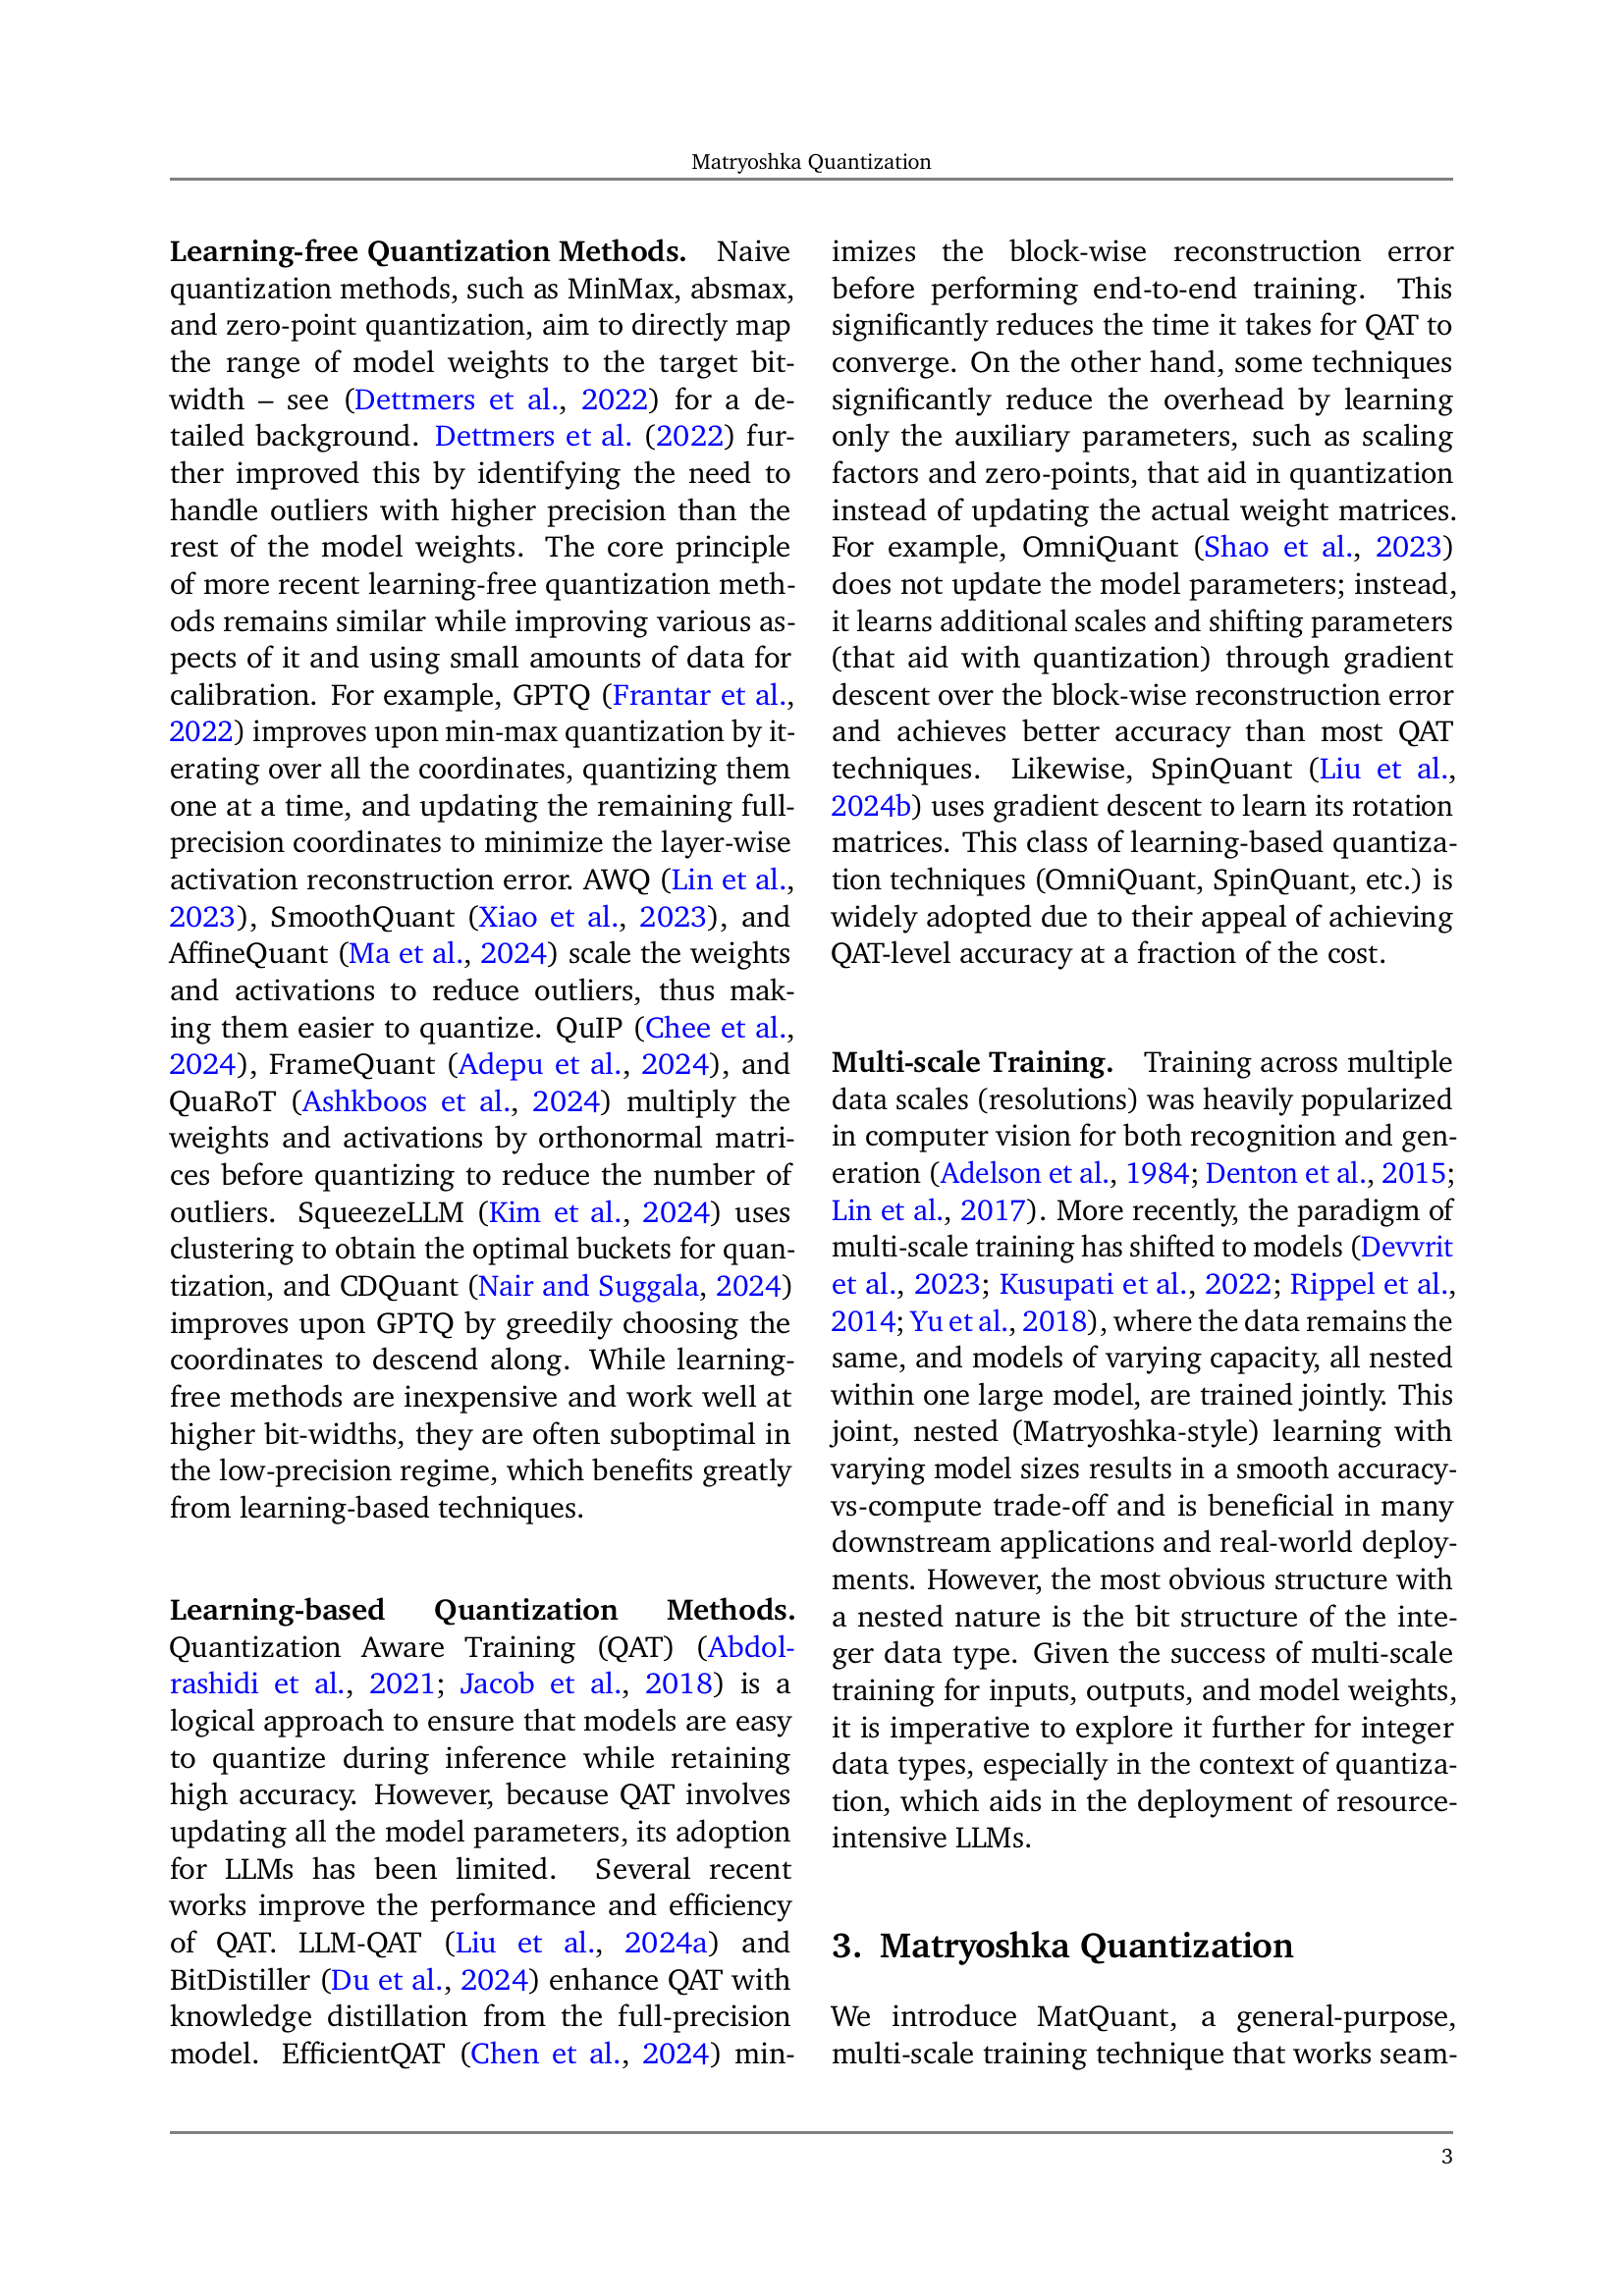 Matryoshka Quantization
Learning-free Quantization Methods. Naive
quantization methods, such as MinMax, absmax,
and zero-point quantization, aim to directly map
the range of model weights to the target bit-
width – see (Dettmers et al., 2022) for a de-
tailed background. Dettmers et al. (2022) fur-
ther improved this by identifying the need to
handle outliers with higher precision than the
rest of the model weights. The core principle
of more recent learning-free quantization meth-
ods remains similar while improving various as-
pects of it and using small amounts of data for
calibration. For example, GPTQ (Frantar et al.,
2022) improves upon min-max quantization by it-
erating over all the coordinates, quantizing them
one at a time, and updating the remaining full-
precision coordinates to minimize the layer-wise
activation reconstruction error. AWQ (Lin et al.,
2023), SmoothQuant (Xiao et al., 2023), and
AffineQuant (Ma et al., 2024) scale the weights
and activations to reduce outliers, thus mak-
ing them easier to quantize. QuIP (Chee et al.,
2024), FrameQuant (Adepu et al., 2024), and
QuaRoT (Ashkboos et al., 2024) multiply the
weights and activations by orthonormal matri-
ces before quantizing to reduce the number of
outliers. SqueezeLLM (Kim et al., 2024) uses
clustering to obtain the optimal buckets for quan-
tization, and CDQuant (Nair and Suggala, 2024)
improves upon GPTQ by greedily choosing the
coordinates to descend along. While learning-
free methods are inexpensive and work well at
higher bit-widths, they are often suboptimal in
the low-precision regime, which benefits greatly
from learning-based techniques.
Learning-based Quantization Methods.
Quantization Aware Training (QAT) (Abdol-
rashidi et al., 2021; Jacob et al., 2018) is a
logical approach to ensure that models are easy
to quantize during inference while retaining
high accuracy. However, because QAT involves
updating all the model parameters, its adoption
for LLMs has been limited. Several recent
works improve the performance and efficiency
of QAT. LLM-QAT (Liu et al., 2024a) and
BitDistiller (Du et al., 2024) enhance QAT with
knowledge distillation from the full-precision
model. EfficientQAT (Chen et al., 2024) min-
imizes the block-wise reconstruction error
before performing end-to-end training. This
significantly reduces the time it takes for QAT to
converge. On the other hand, some techniques
significantly reduce the overhead by learning
only the auxiliary parameters, such as scaling
factors and zero-points, that aid in quantization
instead of updating the actual weight matrices.
For example, OmniQuant (Shao et al., 2023)
does not update the model parameters; instead,
it learns additional scales and shifting parameters
(that aid with quantization) through gradient
descent over the block-wise reconstruction error
and achieves better accuracy than most QAT
techniques. Likewise, SpinQuant (Liu et al.,
2024b) uses gradient descent to learn its rotation
matrices. This class of learning-based quantiza-
tion techniques (OmniQuant, SpinQuant, etc.) is
widely adopted due to their appeal of achieving
QAT-level accuracy at a fraction of the cost.
Multi-scale Training. Training across multiple
data scales (resolutions) was heavily popularized
in computer vision for both recognition and gen-
eration (Adelson et al., 1984; Denton et al., 2015;
Lin et al., 2017). More recently, the paradigm of
multi-scale training has shifted to models (Devvrit
et al., 2023; Kusupati et al., 2022; Rippel et al.,
2014; Yu et al., 2018), where the data remains the
same, and models of varying capacity, all nested
within one large model, are trained jointly. This
joint, nested (Matryoshka-style) learning with
varying model sizes results in a smooth accuracy-
vs-compute trade-off and is beneficial in many
downstream applications and real-world deploy-
ments. However, the most obvious structure with
a nested nature is the bit structure of the inte-
ger data type. Given the success of multi-scale
training for inputs, outputs, and model weights,
it is imperative to explore it further for integer
data types, especially in the context of quantiza-
tion, which aids in the deployment of resource-
intensive LLMs.
3. Matryoshka Quantization
We introduce MatQuant, a general-purpose,
multi-scale training technique that works seam-
3